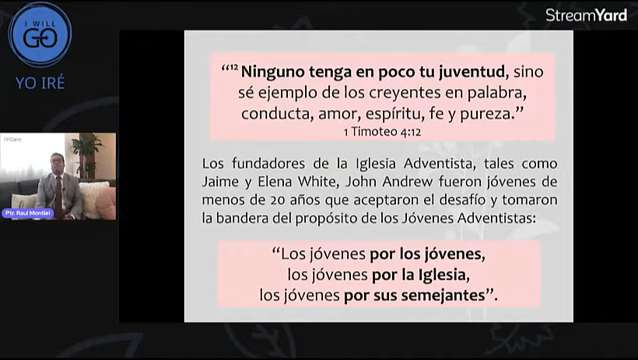 I WILL
GO
YO IRÉ
StreamYard
Ptr. Raul Montiel
“¹² Ninguno tenga en poco tu juventud, sino
sé ejemplo de los creyentes en palabra,
conducta, amor, espíritu, fe y pureza.”
1 Timoteo 4:12
Los fundadores de la Iglesia Adventista, tales como
Jaime y Elena White, John Andrew fueron jóvenes de
menos de 20 años que aceptaron el desafío y tomaron
la bandera del propósito de los Jóvenes Adventistas:
“Los jóvenes por los jóvenes,
los jóvenes por la Iglesia,
los jóvenes por sus semejantes”.